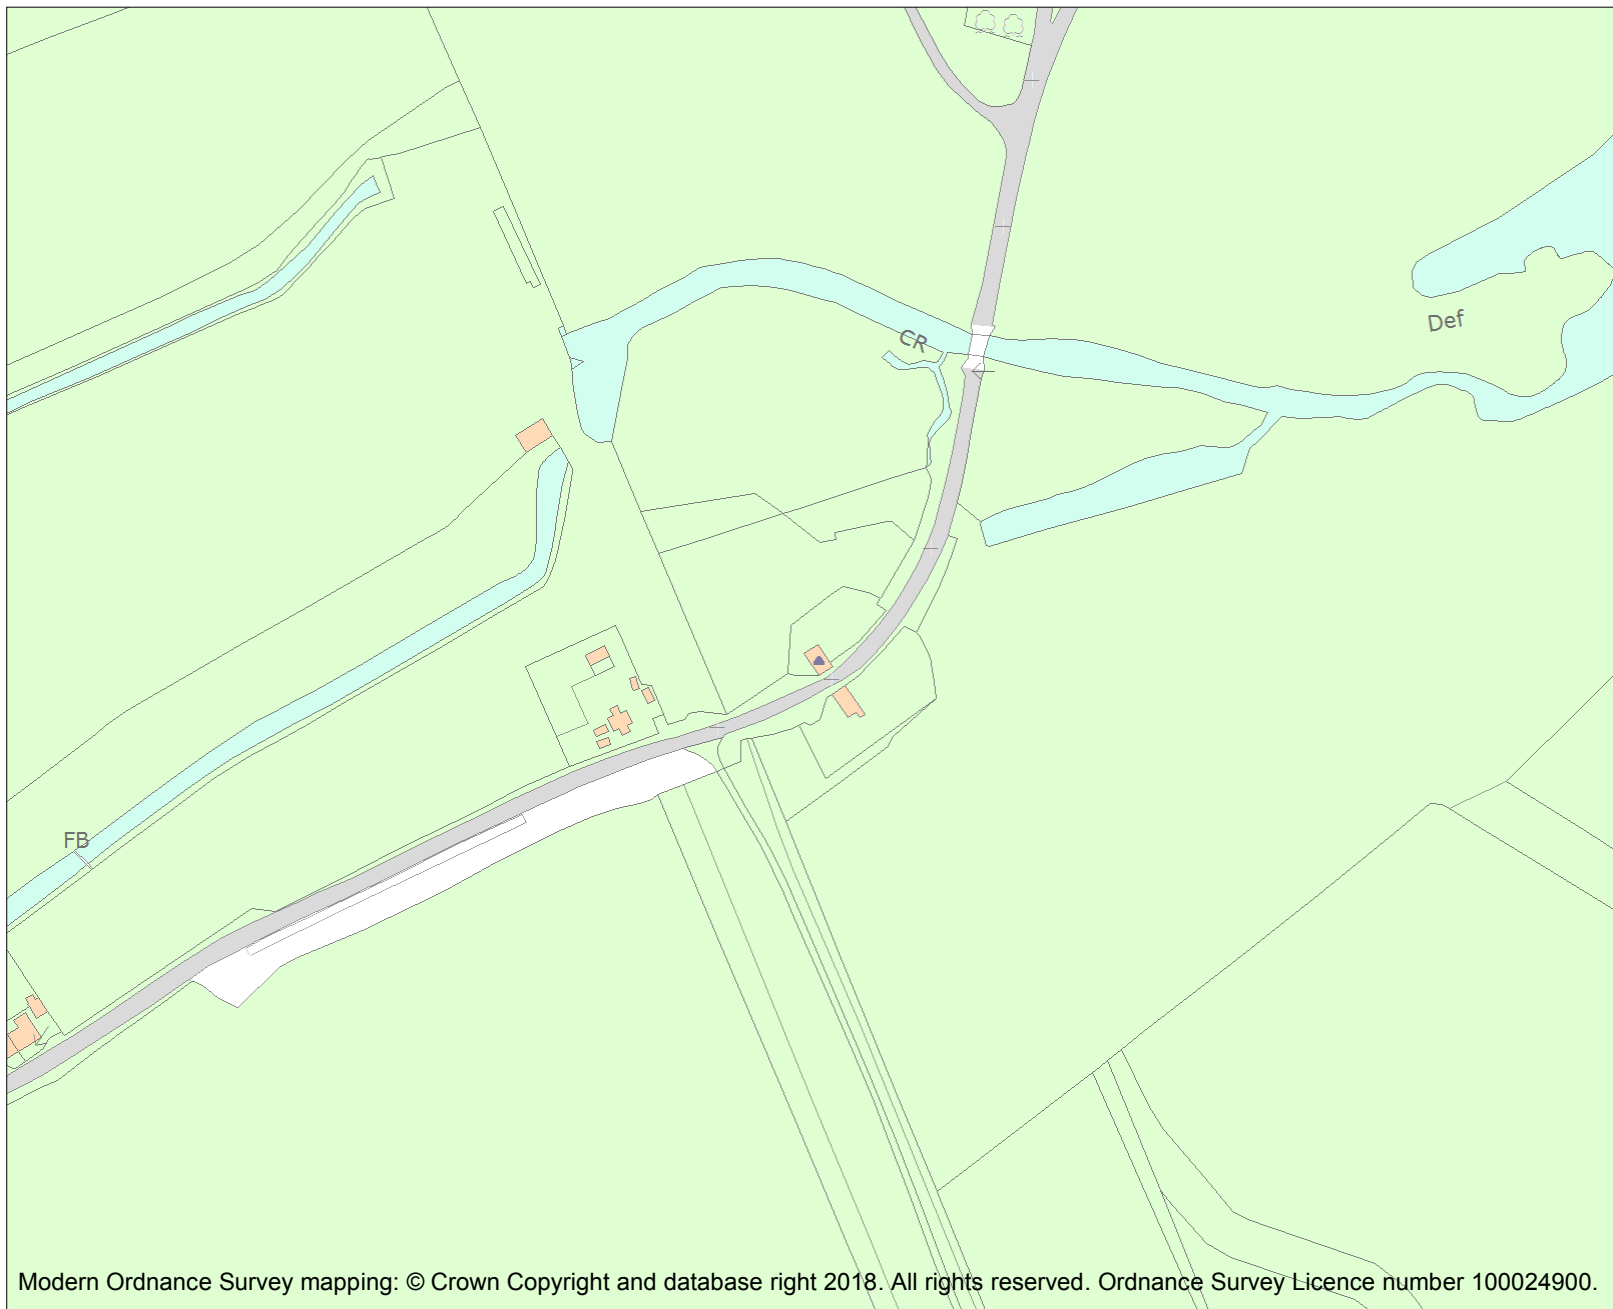 CR
Def
FB
Modern Ordnance Survey mapping: © Crown Copyright and database right 2018. All rights reserved. Ordnance Survey Licence number 100024900.